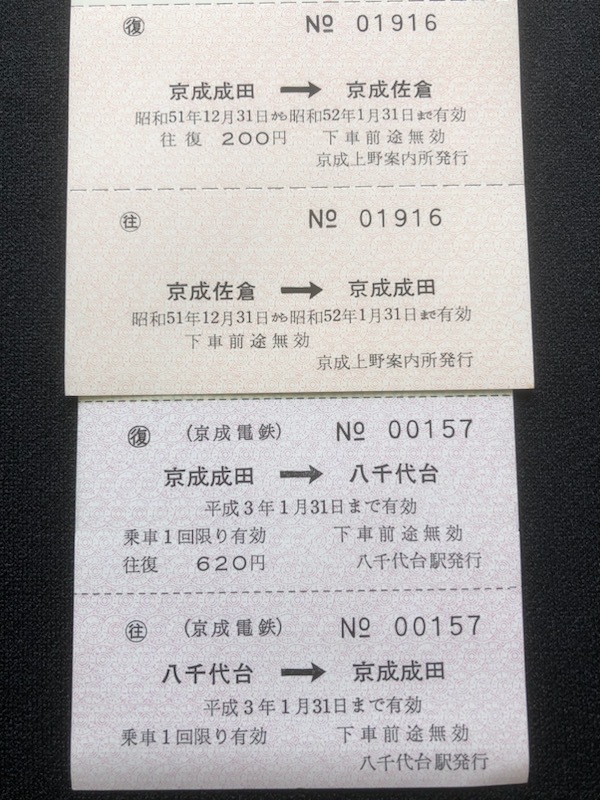 ㊢ № 01916
京成成田 → 京成佐倉
昭和51年12月31日から昭和52年1月31日まで有効
往復 200円 下車前途無効
京成上野案内所発行
往 № 01916
京成佐倉 → 京成成田
昭和51年12月31日から昭和52年1月31日まで有効
下車前途無効
京成上野案内所発行
復 (京成電鉄) № 00157
京成成田 → 八千代台
平成3年1月31日まで有効
乗車1回限り有効 下車前途無効
往復 620円 八千代台駅発行
往 (京成電鉄) № 00157
八千代台 → 京成成田
平成3年1月31日まで有効
乗車1回限り有効 下車前途無効
八千代台駅発行